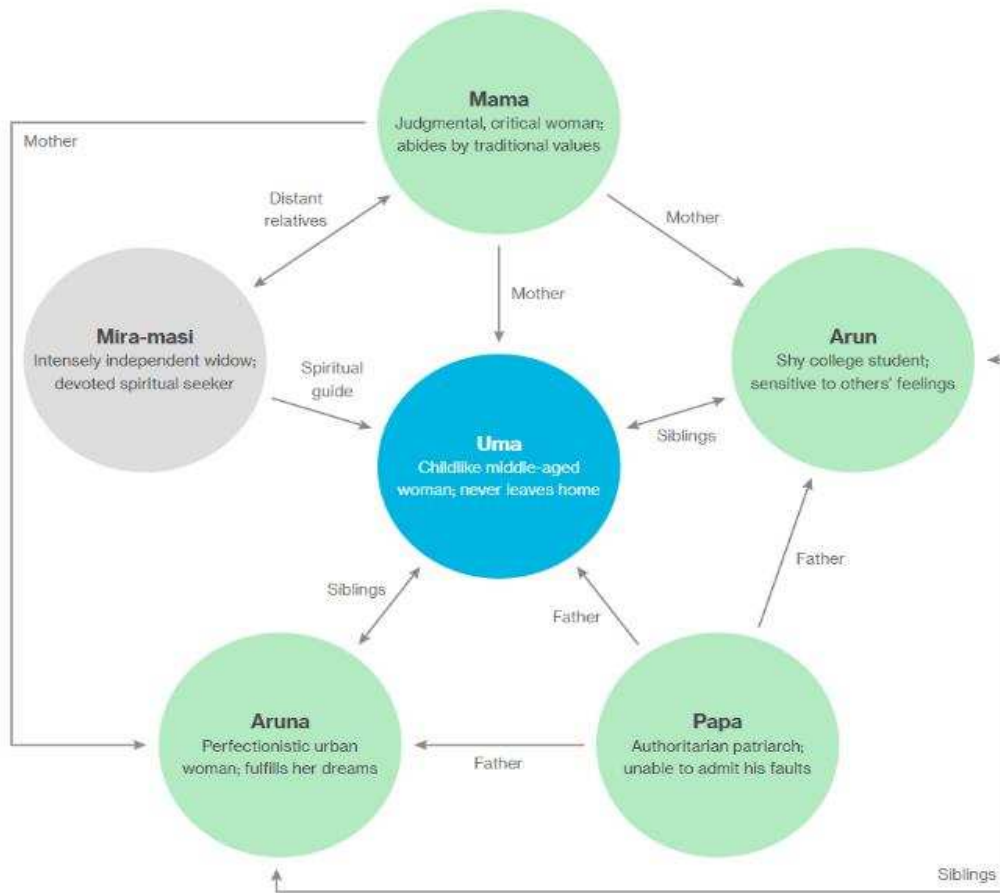 Mama
Judgmental, critical woman;
abides by traditional values
Mother
Distant
relatives
Mother
Mother
Mira-masi
Intensely independent widow;
devoted spiritual seeker
Arun
Shy college student;
sensitive to others' feelings
Spiritual
guide
Uma
Childlike middle-aged
woman; never leaves home
Siblings
Father
Siblings
Father
Aruna
Perfectionistic urban
woman; fulfills her dreams
Father
Papa
Authoritarian patriarch;
unable to admit his faults
Siblings